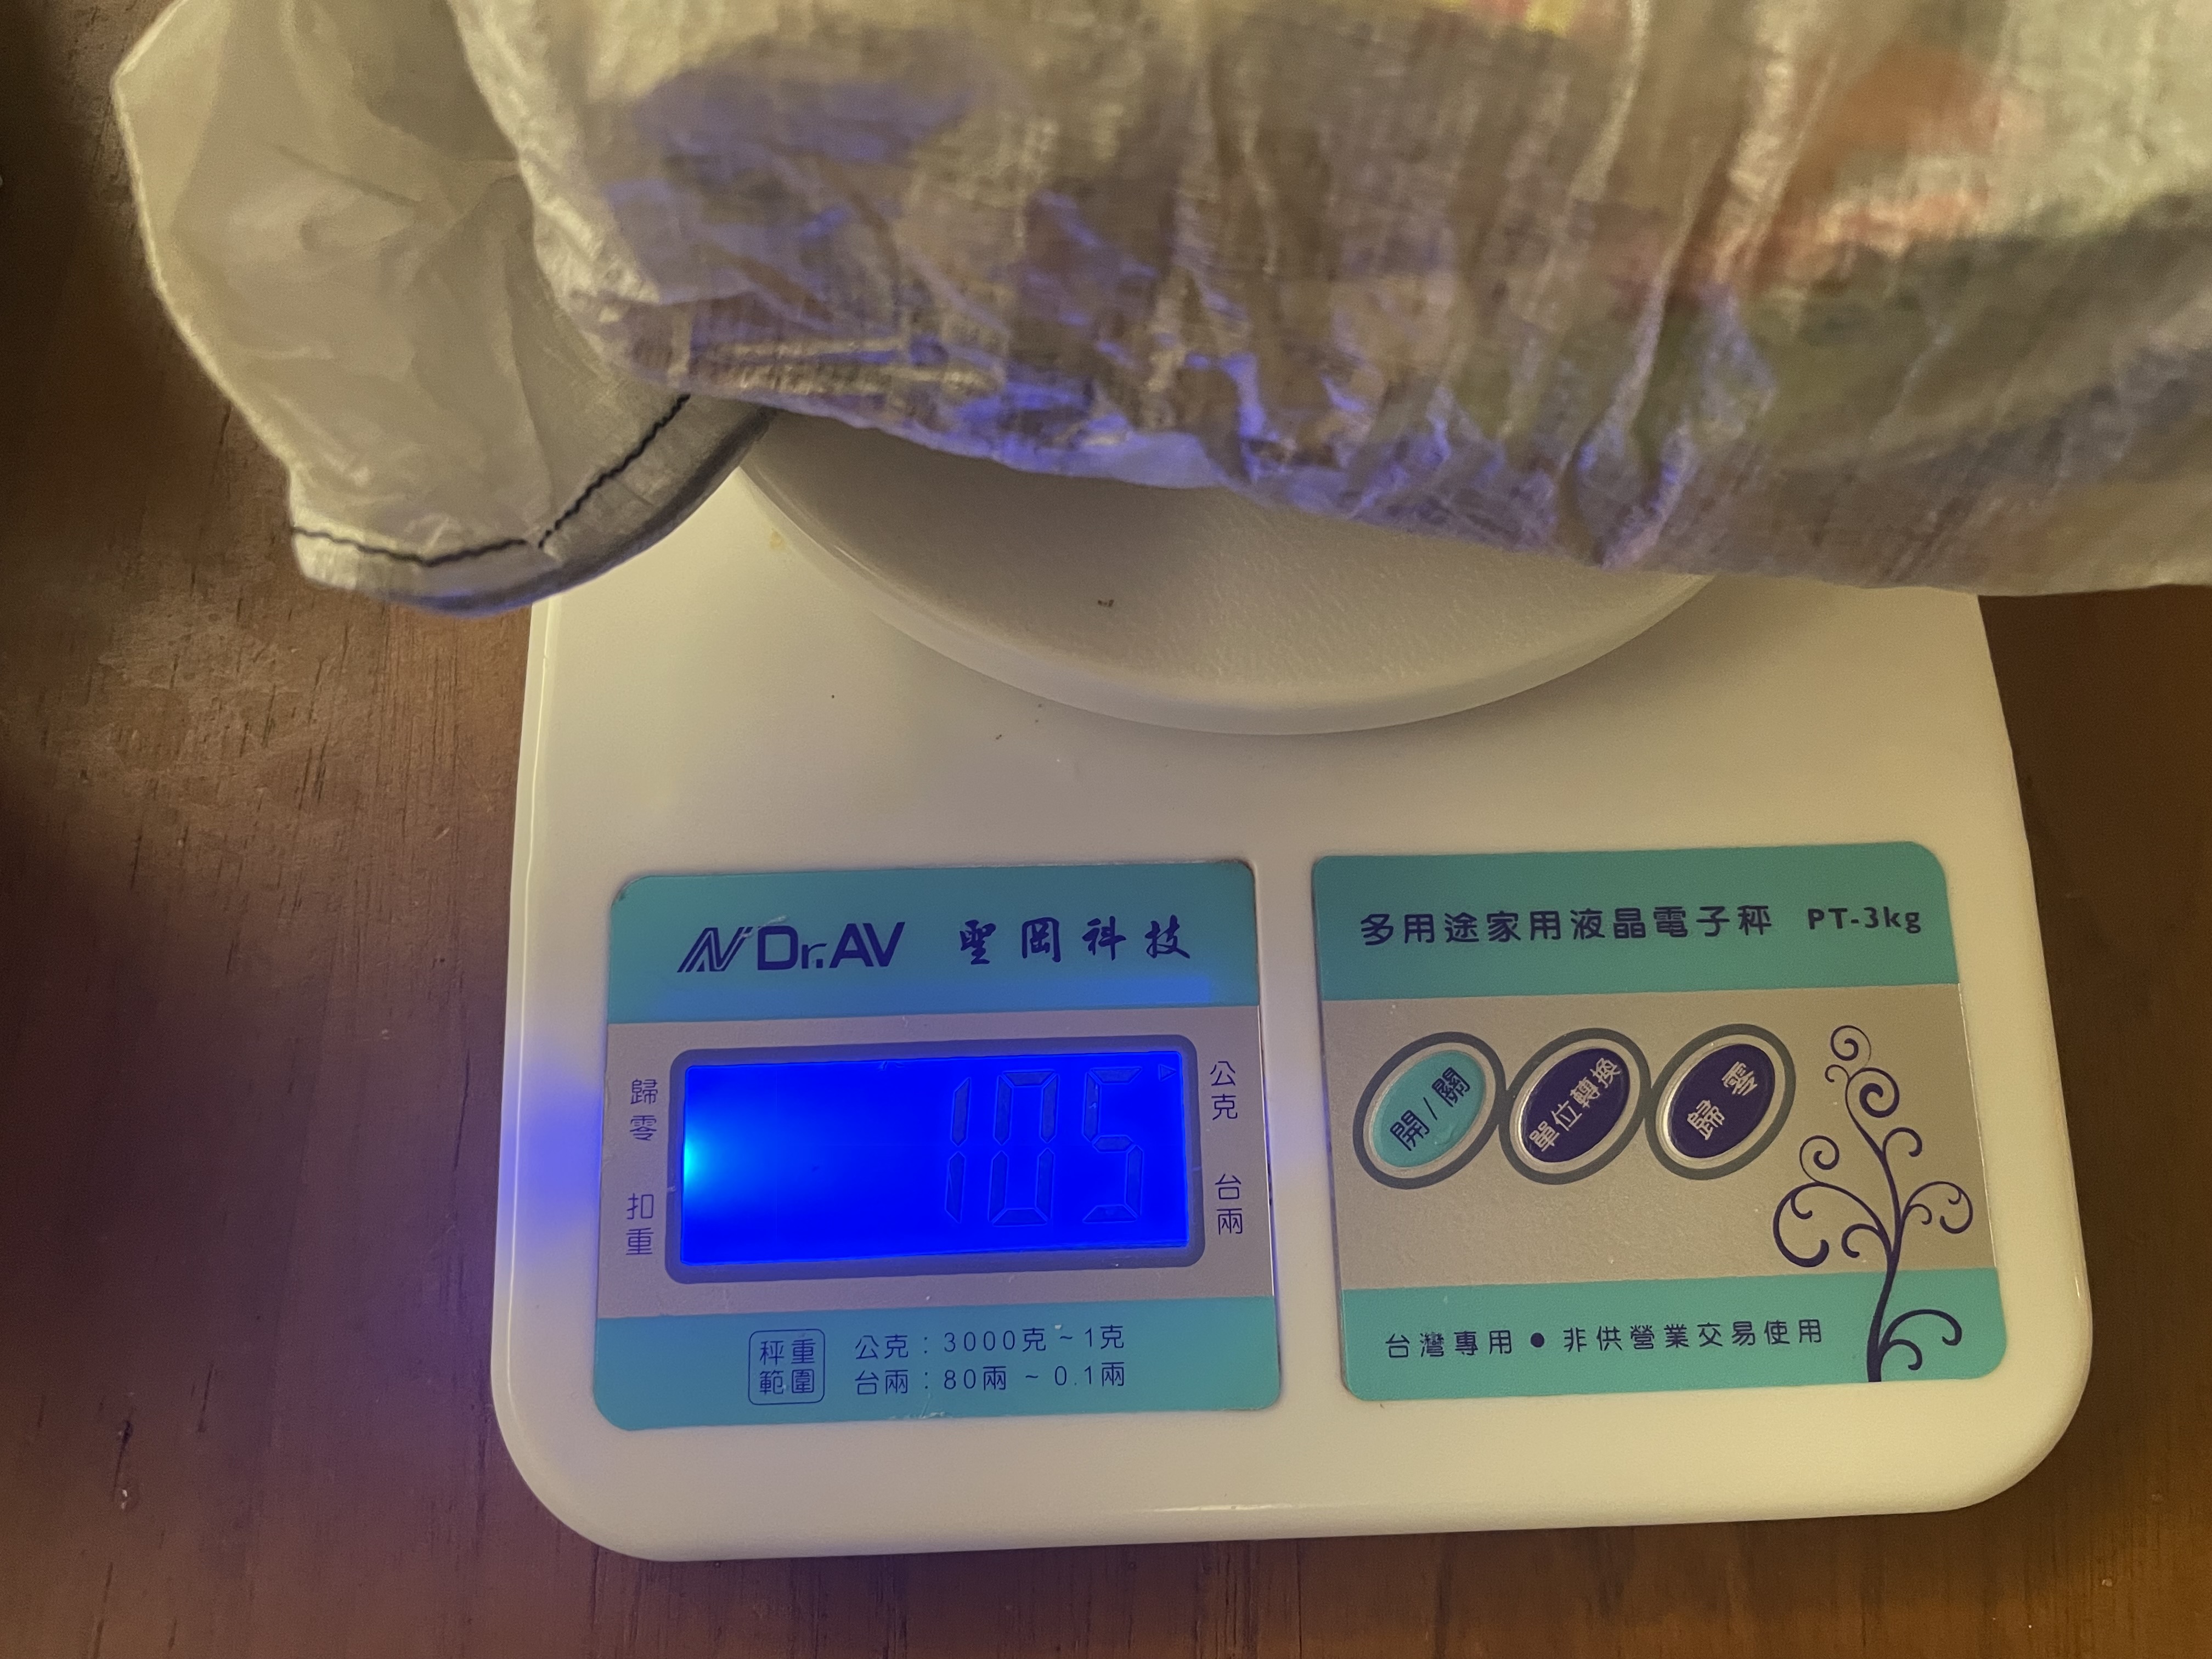 Dr.AV 聖岡科技
歸零
扣重
105
公克
台兩
秤重範圍
公克：3000克～1克
台兩：80兩～0.1兩
多用途家用液晶電子秤 PT-3kg
開/關
單位轉換
歸零
台灣專用●非供營業交易使用